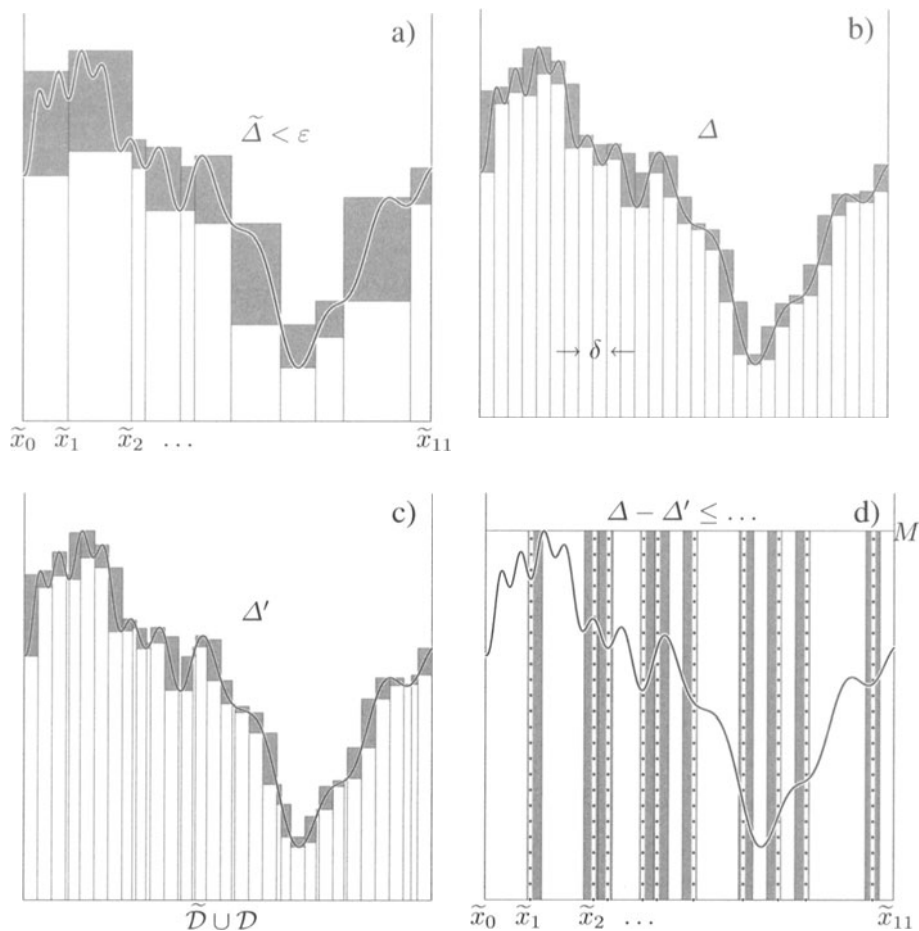 a)
Δ̃ < ε
x̃₀ x̃₁ x̃₂ ... x̃₁₁
b)
Δ
→ δ ←
c)
Δ′
D̃ ∪ D
d)
Δ − Δ′ ≤ ...
M
x̃₀ x̃₁ x̃₂ ... x̃₁₁